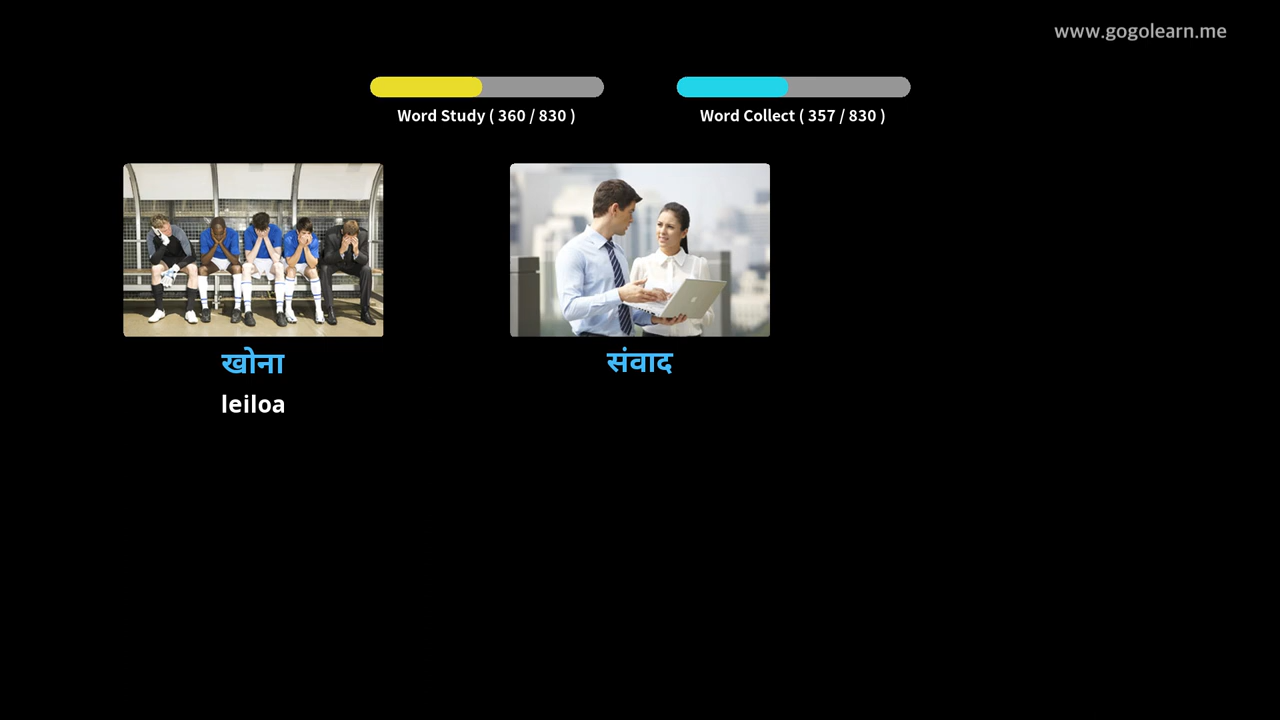 www.gogolearn.me
Word Study ( 360 / 830 )
Word Collect ( 357 / 830 )
खोना
संवाद
leiloa